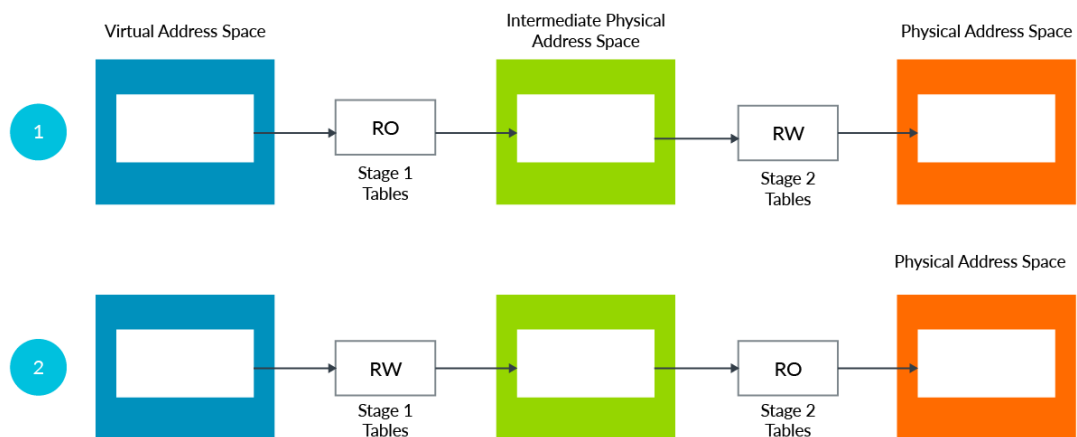 Virtual Address Space
Intermediate Physical
Address Space
Physical Address Space
1
RO
RW
Stage 1
Tables
Stage 2
Tables
Physical Address Space
2
RW
RO
Stage 1
Tables
Stage 2
Tables